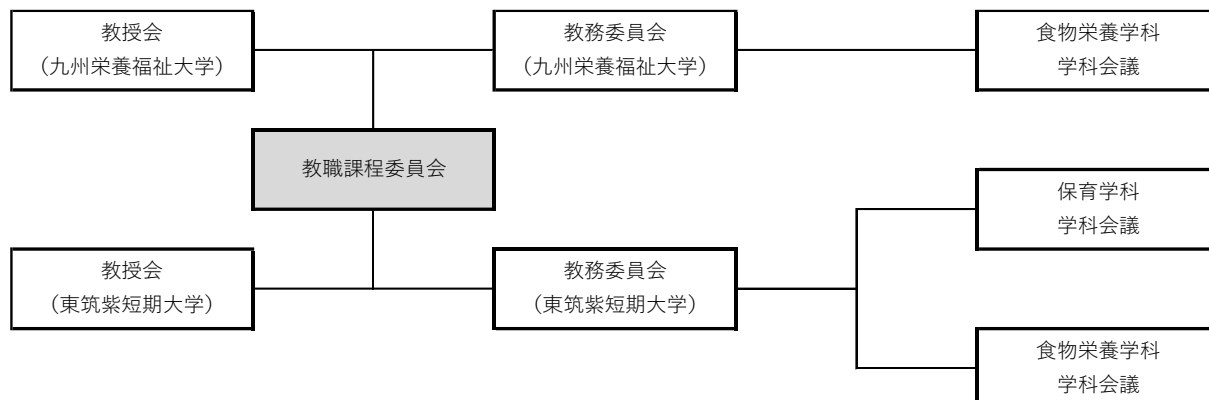 教授会
（九州栄養福祉大学）
教務委員会
（九州栄養福祉大学）
食物栄養学科
学科会議
教職課程委員会
保育学科
学科会議
教授会
（東筑紫短期大学）
教務委員会
（東筑紫短期大学）
食物栄養学科
学科会議